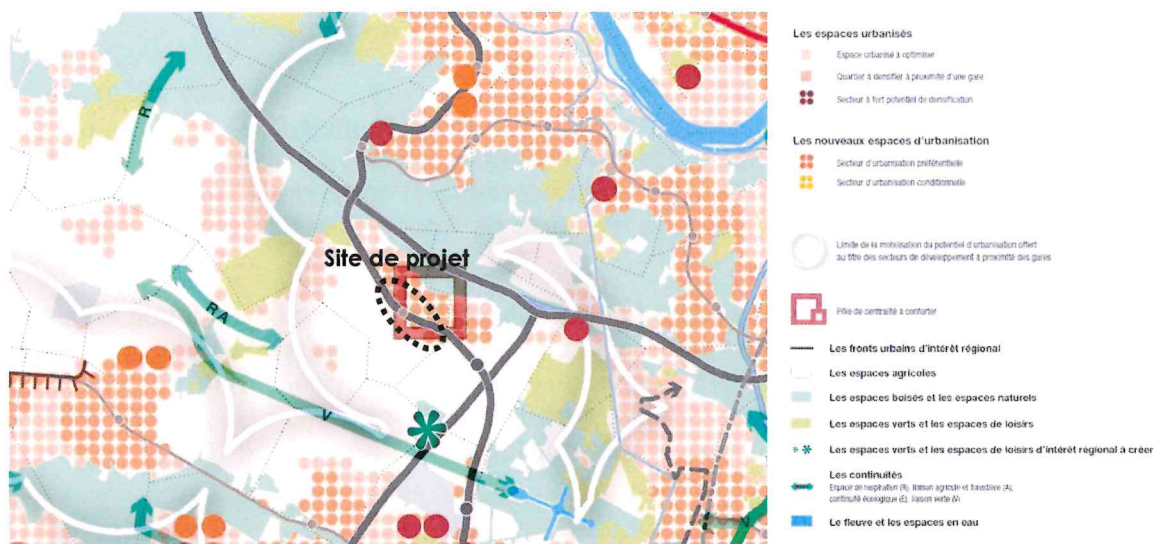 R
Site de projet
RA
V
V
Les espaces urbanisés
Espace urbanisé à optimiser
Quartier à densifier à proximité d'une gare
Secteur à fort potentiel de densification
Les nouveaux espaces d'urbanisation
Secteur d'urbanisation préférentielle
Secteur d'urbanisation conditionnelle
Limite de la mobilisation du potentiel d'urbanisation offert
au titre des secteurs de développement à proximité des gares
Pôle de centralité à conforter
Les fronts urbains d'intérêt régional
Les espaces agricoles
Les espaces boisés et les espaces naturels
Les espaces verts et les espaces de loisirs
Les espaces verts et les espaces de loisirs d'intérêt régional à créer
Les continuités
Espace de respiration (R), liaison agricole et forestière (A),
continuité écologique (E), liaison verte (V)
Le fleuve et les espaces en eau